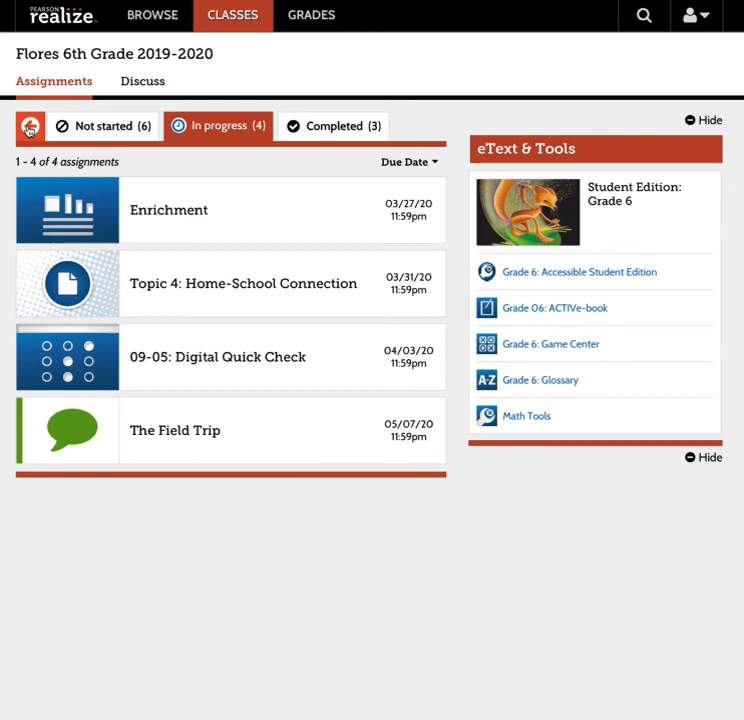 PEARSON
realize
BROWSE
CLASSES
GRADES
Flores 6th Grade 2019-2020
Assignments
Discuss
Not started (6)
In progress (4)
Completed (3)
Hide
1 - 4 of 4 assignments
Due Date
Enrichment
03/27/20
11:59pm
Topic 4: Home-School Connection
03/31/20
11:59pm
09-05: Digital Quick Check
04/03/20
11:59pm
The Field Trip
05/07/20
11:59pm
eText & Tools
Student Edition:
Grade 6
Grade 6: Accessible Student Edition
Grade 06: ACTIVe-book
Grade 6: Game Center
A-Z
Grade 6: Glossary
Math Tools
Hide